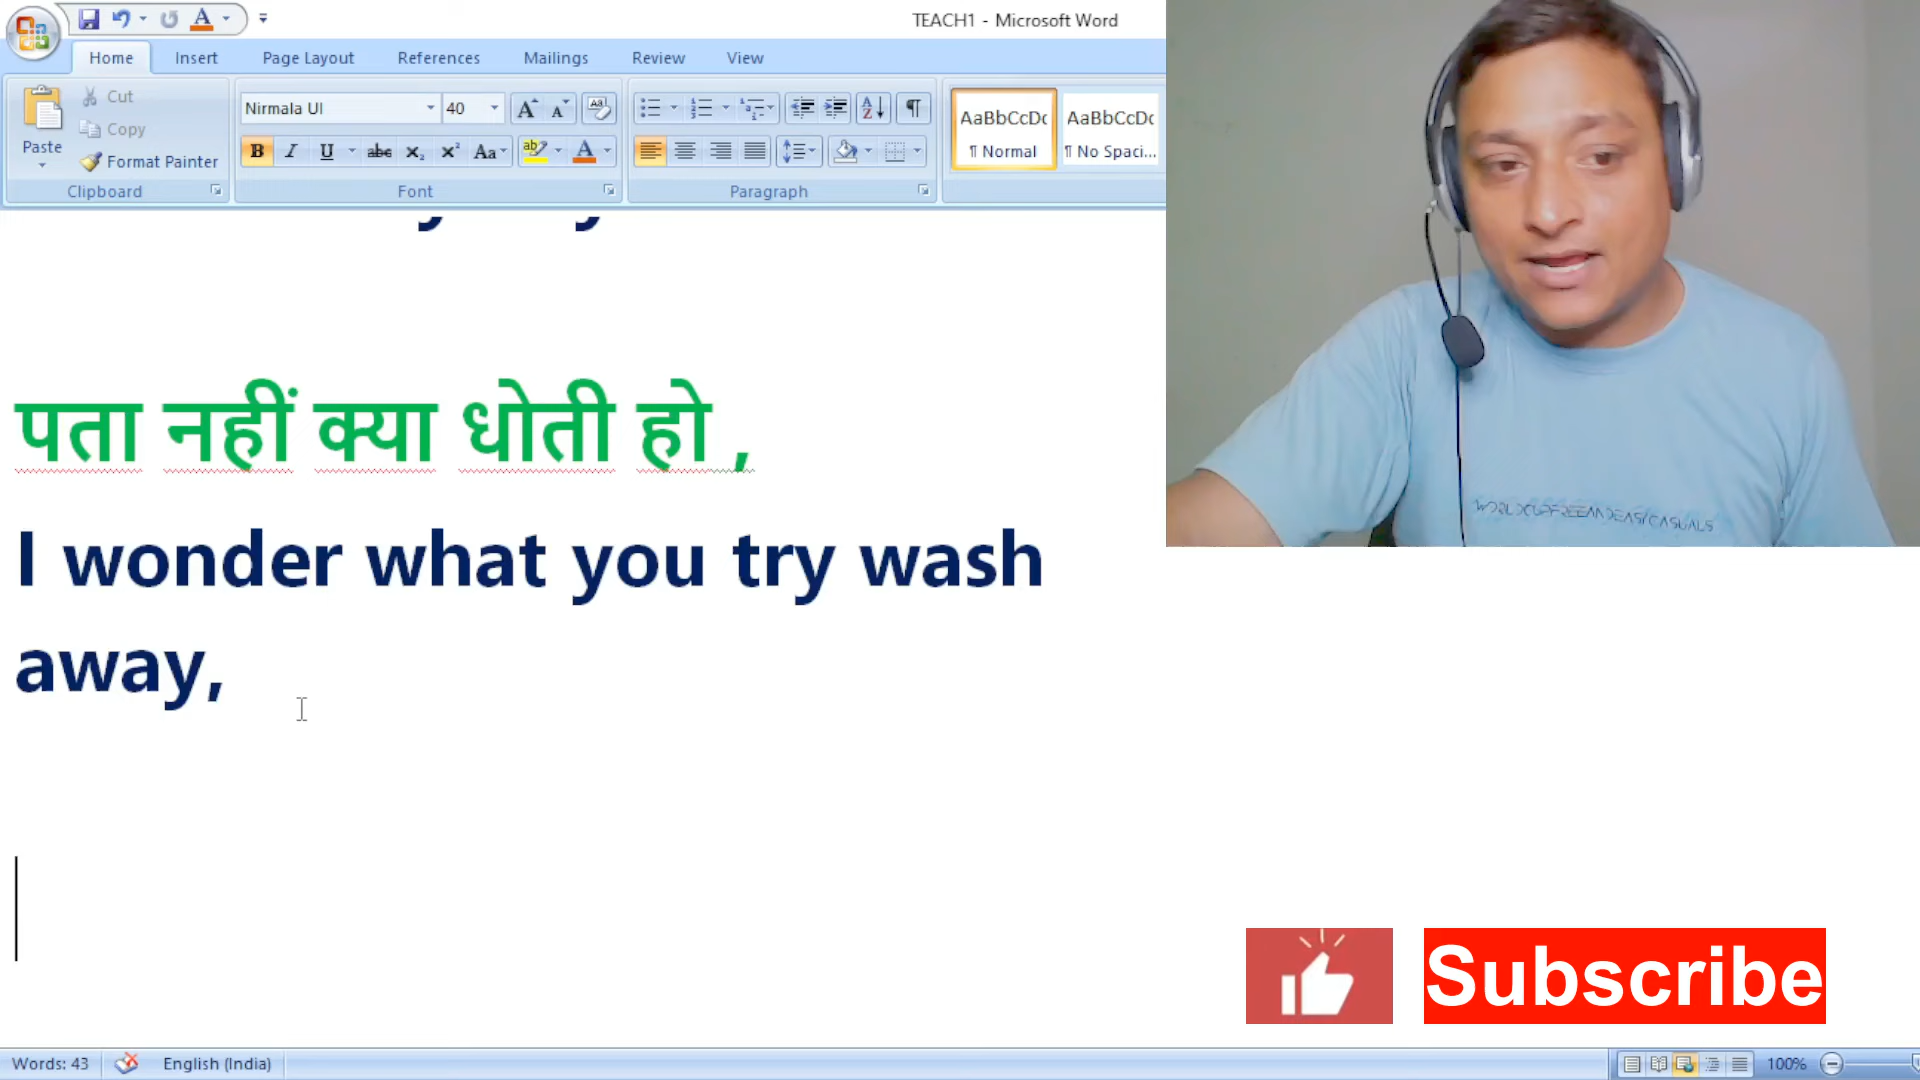 TEACH1 - Microsoft Word
Home Insert Page Layout References Mailings Review View
Paste
Cut
Copy
Format Painter
Clipboard
Nirmala UI 40
Font
Paragraph
AaBbCcDc AaBbCcDc
¶ Normal ¶ No Spaci...
पता नहीं क्या धोती हो ,
I wonder what you try wash
away,
Subscribe
Words: 43 English (India) 100%